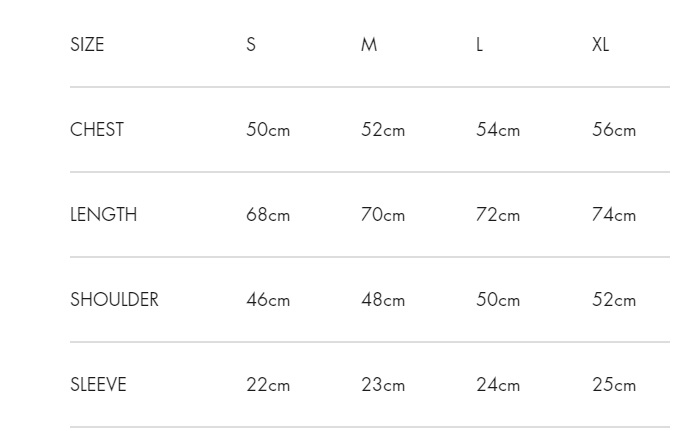 SIZE S M L XL
CHEST 50cm 52cm 54cm 56cm
LENGTH 68cm 70cm 72cm 74cm
SHOULDER 46cm 48cm 50cm 52cm
SLEEVE 22cm 23cm 24cm 25cm